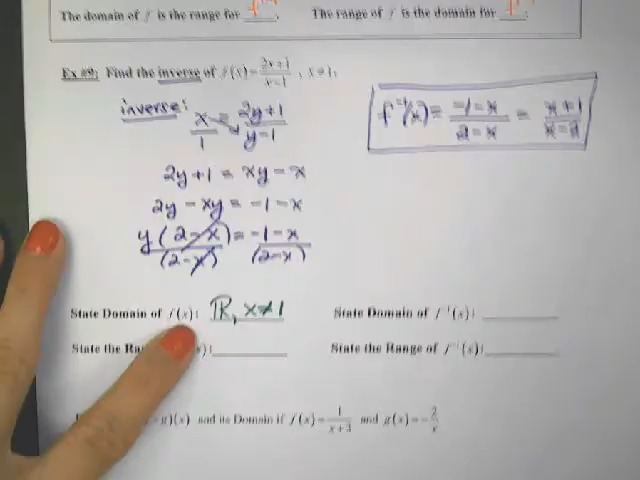 The domain of f is the range for f⁻¹.
The range of f is the domain for f⁻¹.
Ex #9: Find the inverse of f(x) = (2x+1)/(x-1), x≠1:
inverse: x/1 = (2y+1)/(y-1)
2y+1 = xy-x
2y-xy = -1-x
y(2-x)/(2-x) = -1-x/(2-x)
f⁻¹(x) = (-1-x)/(2-x) = (x+1)/(x-2)
State Domain of f(x): ℝ, x≠1
State Domain of f⁻¹(x): ______
State the Ra x): ______
State the Range of f⁻¹(x): ______
g)(x) and its Domain if f(x) = 1/(x+3) and g(x) = -2/x